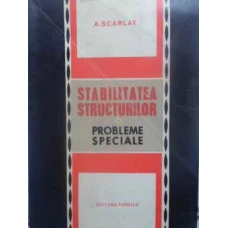 A. SCARLAT
STABILITATEA
STRUCTURILOR
PROBLEME
SPECIALE
EDITURA TEHNICA